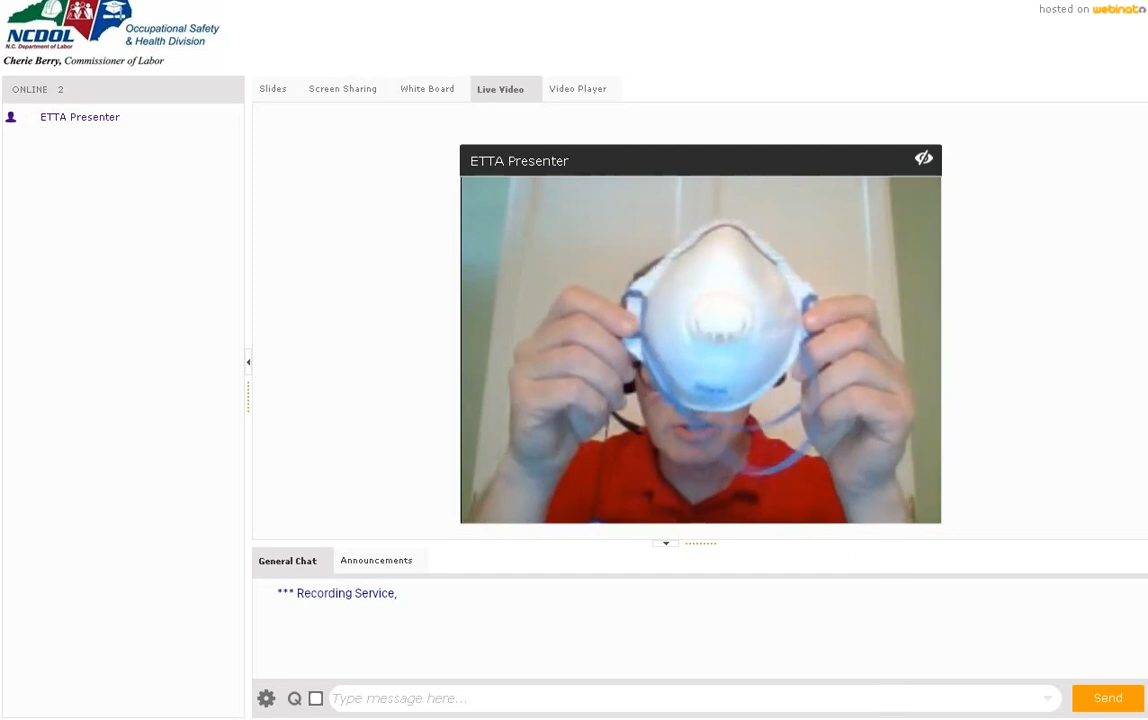 NCDOL
N.C. Department of Labor
Occupational Safety
& Health Division
Cherie Berry, Commissioner of Labor
hosted on webinato
ONLINE 2
ETTA Presenter
Slides Screen Sharing White Board Live Video Video Player
ETTA Presenter
General Chat Announcements
*** Recording Service,
Q Type message here... Send